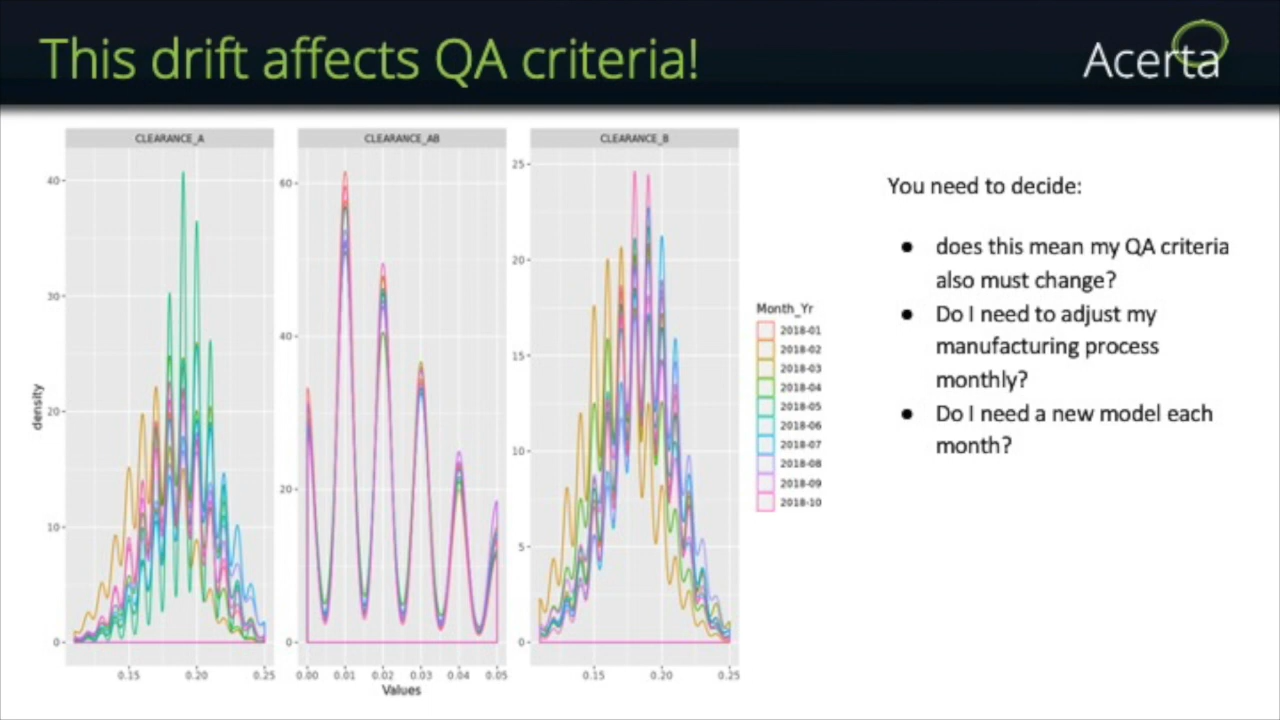 This drift affects QA criteria!
Acerta
CLEARANCE_A
CLEARANCE_AB
CLEARANCE_B
40
30
20
10
0
60
40
20
0
25
20
15
10
5
0
density
0.15
0.20
0.25
0.00
0.01
0.02
0.03
0.04
0.05
0.15
0.20
0.25
Values
Month_Yr
2018-01
2018-02
2018-03
2018-04
2018-05
2018-06
2018-07
2018-08
2018-09
2018-10
You need to decide:
● does this mean my QA criteria
also must change?
● Do I need to adjust my
manufacturing process
monthly?
● Do I need a new model each
month?